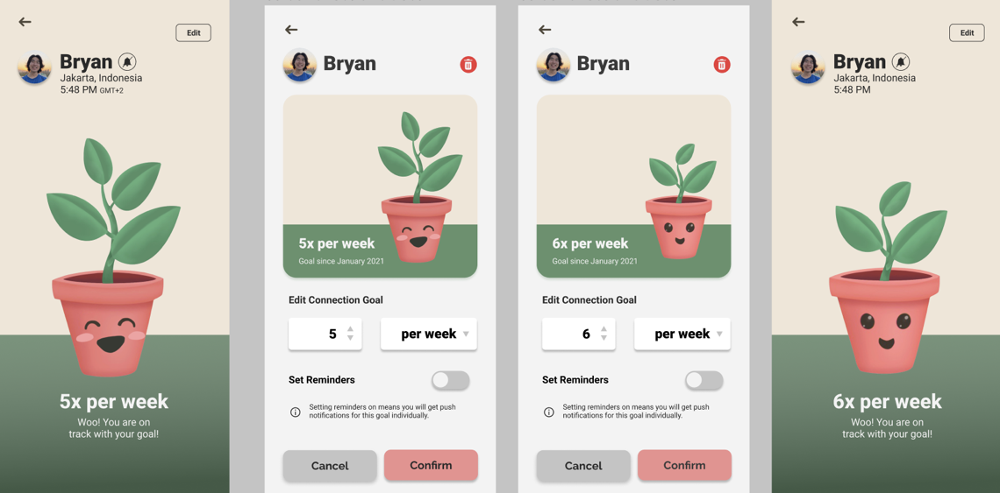 Edit
Bryan
Jakarta, Indonesia
5:48 PM GMT+2
5x per week
Woo! You are on
track with your goal!
Bryan
5x per week
Goal since January 2021
Edit Connection Goal
5 per week
Set Reminders
Setting reminders on means you will get push
notifications for this goal individually.
Cancel Confirm
Bryan
6x per week
Goal since January 2021
Edit Connection Goal
6 per week
Set Reminders
Setting reminders on means you will get push
notifications for this goal individually.
Cancel Confirm
Edit
Bryan
Jakarta, Indonesia
5:48 PM
6x per week
Woo! You are on
track with your goal!